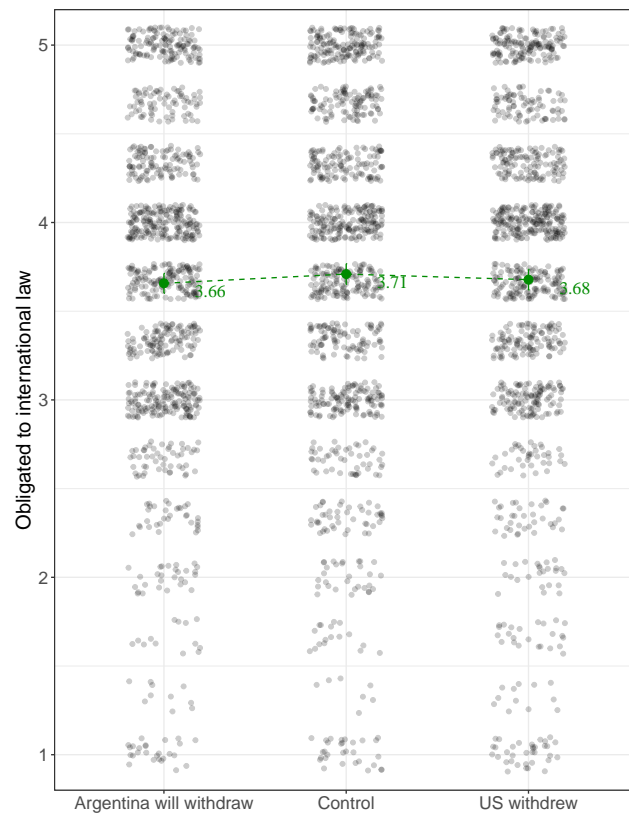 5
4
3
2
1
Obligated to international law
3.66
3.71
3.68
Argentina will withdraw
Control
US withdrew